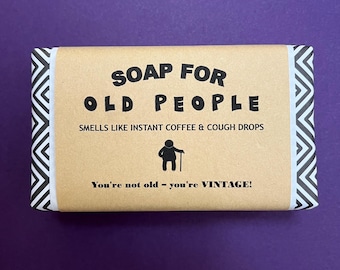 SOAP FOR
OLD PEOPLE
SMELLS LIKE INSTANT COFFEE & COUGH DROPS
You're not old – you're VINTAGE!